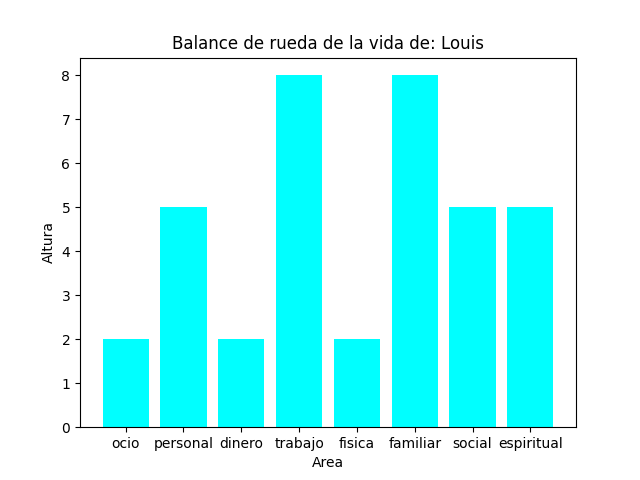 Balance de rueda de la vida de: Louis
8
7
6
5
4
3
2
1
0
Altura
ocio personal dinero trabajo fisica familiar social espiritual
Area